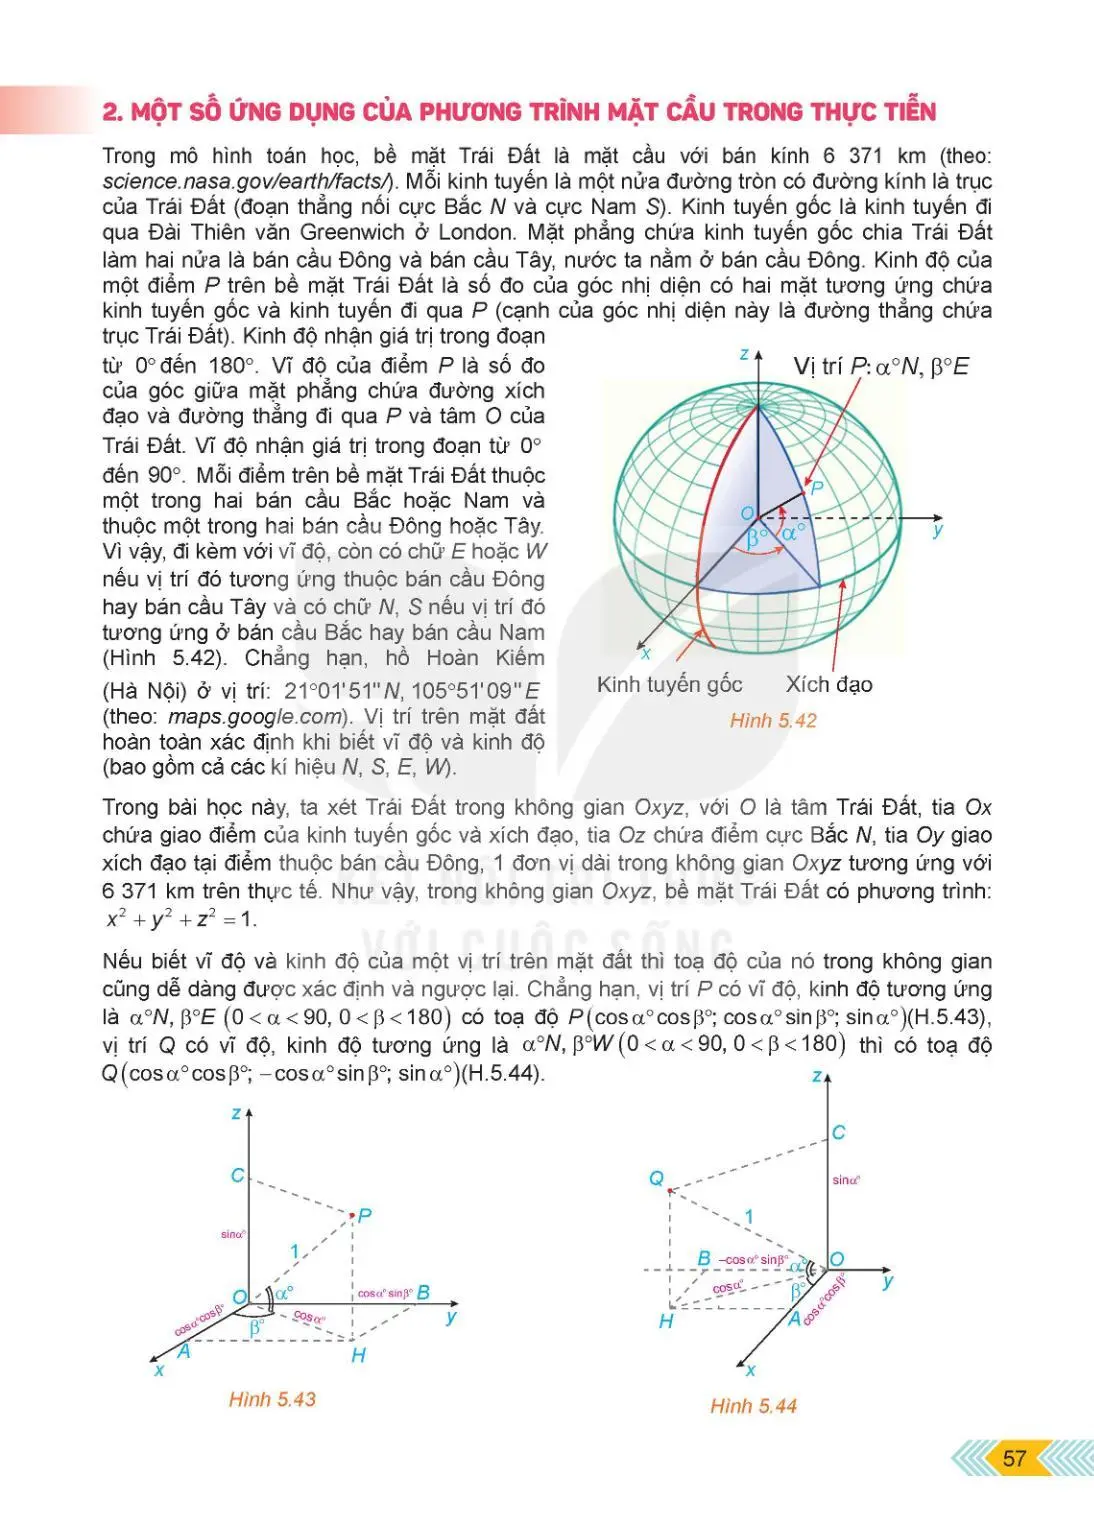 2. MỘT SỐ ỨNG DỤNG CỦA PHƯƠNG TRÌNH MẶT CẦU TRONG THỰC TIỄN
Trong mô hình toán học, bề mặt Trái Đất là mặt cầu với bán kính 6 371 km (theo:
science.nasa.gov/earth/facts/). Mỗi kinh tuyến là một nửa đường tròn có đường kính là trục
của Trái Đất (đoạn thẳng nối cực Bắc N và cực Nam S). Kinh tuyến gốc là kinh tuyến đi
qua Đài Thiên văn Greenwich ở London. Mặt phẳng chứa kinh tuyến gốc chia Trái Đất
làm hai nửa là bán cầu Đông và bán cầu Tây, nước ta nằm ở bán cầu Đông. Kinh độ của
một điểm P trên bề mặt Trái Đất là số đo của góc nhị diện có hai mặt tương ứng chứa
kinh tuyến gốc và kinh tuyến đi qua P (cạnh của góc nhị diện này là đường thẳng chứa
trục Trái Đất). Kinh độ nhận giá trị trong đoạn
từ 0° đến 180°. Vĩ độ của điểm P là số đo
của góc giữa mặt phẳng chứa đường xích
đạo và đường thẳng đi qua P và tâm O của
Trái Đất. Vĩ độ nhận giá trị trong đoạn từ 0°
đến 90°. Mỗi điểm trên bề mặt Trái Đất thuộc
một trong hai bán cầu Bắc hoặc Nam và
thuộc một trong hai bán cầu Đông hoặc Tây.
Vì vậy, đi kèm với vĩ độ, còn có chữ E hoặc W
nếu vị trí đó tương ứng thuộc bán cầu Đông
hay bán cầu Tây và có chữ N, S nếu vị trí đó
tương ứng ở bán cầu Bắc hay bán cầu Nam
(Hình 5.42). Chẳng hạn, hồ Hoàn Kiếm
(Hà Nội) ở vị trí: 21°01'51"N, 105°51'09"E
(theo: maps.google.com). Vị trí trên mặt đất
hoàn toàn xác định khi biết vĩ độ và kinh độ
(bao gồm cả các kí hiệu N, S, E, W).
z
Vị trí P: α°N, β°E
P
O
β°
α°
y
x
Kinh tuyến gốc
Xích đạo
Hình 5.42
Trong bài học này, ta xét Trái Đất trong không gian Oxyz, với O là tâm Trái Đất, tia Ox
chứa giao điểm của kinh tuyến gốc và xích đạo, tia Oz chứa điểm cực Bắc N, tia Oy giao
xích đạo tại điểm thuộc bán cầu Đông, 1 đơn vị dài trong không gian Oxyz tương ứng với
6 371 km trên thực tế. Như vậy, trong không gian Oxyz, bề mặt Trái Đất có phương trình:
x² + y² + z² = 1.
KẾT NỐI TRI THỨC
VỚI CUỘC SỐNG
Nếu biết vĩ độ và kinh độ của một vị trí trên mặt đất thì toạ độ của nó trong không gian
cũng dễ dàng được xác định và ngược lại. Chẳng hạn, vị trí P có vĩ độ, kinh độ tương ứng
là α°N, β°E (0 < α < 90, 0 < β < 180) có toạ độ P(cosα°cosβ°; cosα°sinβ°; sinα°)(H.5.43),
vị trí Q có vĩ độ, kinh độ tương ứng là α°N, β°W (0 < α < 90, 0 < β < 180) thì có toạ độ
Q(cosα°cosβ°; −cosα°sinβ°; sinα°)(H.5.44).
z
C
P
sinα°
1
O
α°
cosα°sinβ°
B
y
cosα°cosβ°
β°
cosα°
A
H
x
Hình 5.43
z
C
Q
sinα°
1
B
−cosα°sinβ°
α°
O
cosα°
β°
y
H
A
cosα°cosβ°
x
Hình 5.44
57